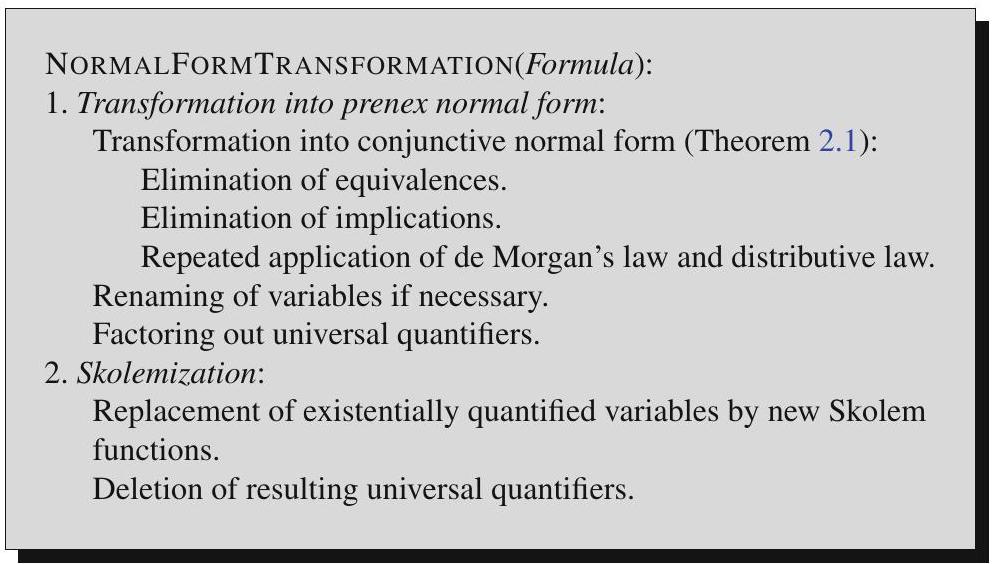 NORMALFORMTRANSFORMATION(Formula):
1. Transformation into prenex normal form:
Transformation into conjunctive normal form (Theorem 2.1):
Elimination of equivalences.
Elimination of implications.
Repeated application of de Morgan's law and distributive law.
Renaming of variables if necessary.
Factoring out universal quantifiers.
2. Skolemization:
Replacement of existentially quantified variables by new Skolem
functions.
Deletion of resulting universal quantifiers.